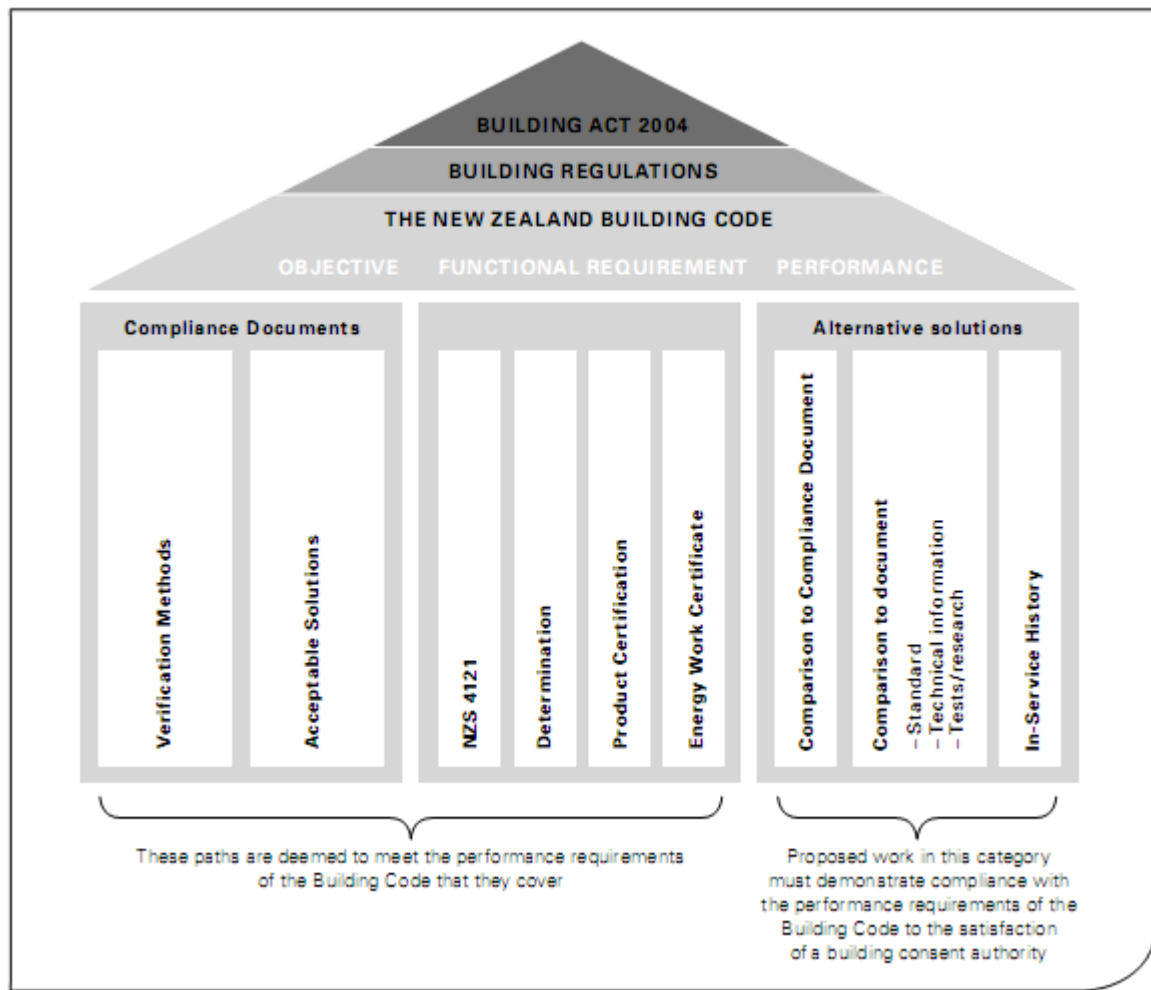 BUILDING ACT 2004
BUILDING REGULATIONS
THE NEW ZEALAND BUILDING CODE
OBJECTIVE FUNCTIONAL REQUIREMENT PERFORMANCE
Compliance Documents
Verification Methods
Acceptable Solutions
NZS 4121
Determination
Product Certification
Energy Work Certificate
Alternative solutions
Comparison to Compliance Document
Comparison to document
– Standard
– Technical information
– Tests/research
In-Service History
These paths are deemed to meet the performance requirements
of the Building Code that they cover
Proposed work in this category
must demonstrate compliance with
the performance requirements of the
Building Code to the satisfaction
of a building consent authority